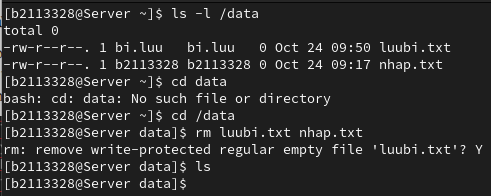 [b2113328@Server ~]$ ls -l /data
total 0
-rw-r--r--. 1 bi.luu   bi.luu   0 Oct 24 09:50 luubi.txt
-rw-r--r--. 1 b2113328 b2113328 0 Oct 24 09:17 nhap.txt
[b2113328@Server ~]$ cd data
bash: cd: data: No such file or directory
[b2113328@Server ~]$ cd /data
[b2113328@Server data]$ rm luubi.txt nhap.txt
rm: remove write-protected regular empty file 'luubi.txt'? Y
[b2113328@Server data]$ ls
[b2113328@Server data]$